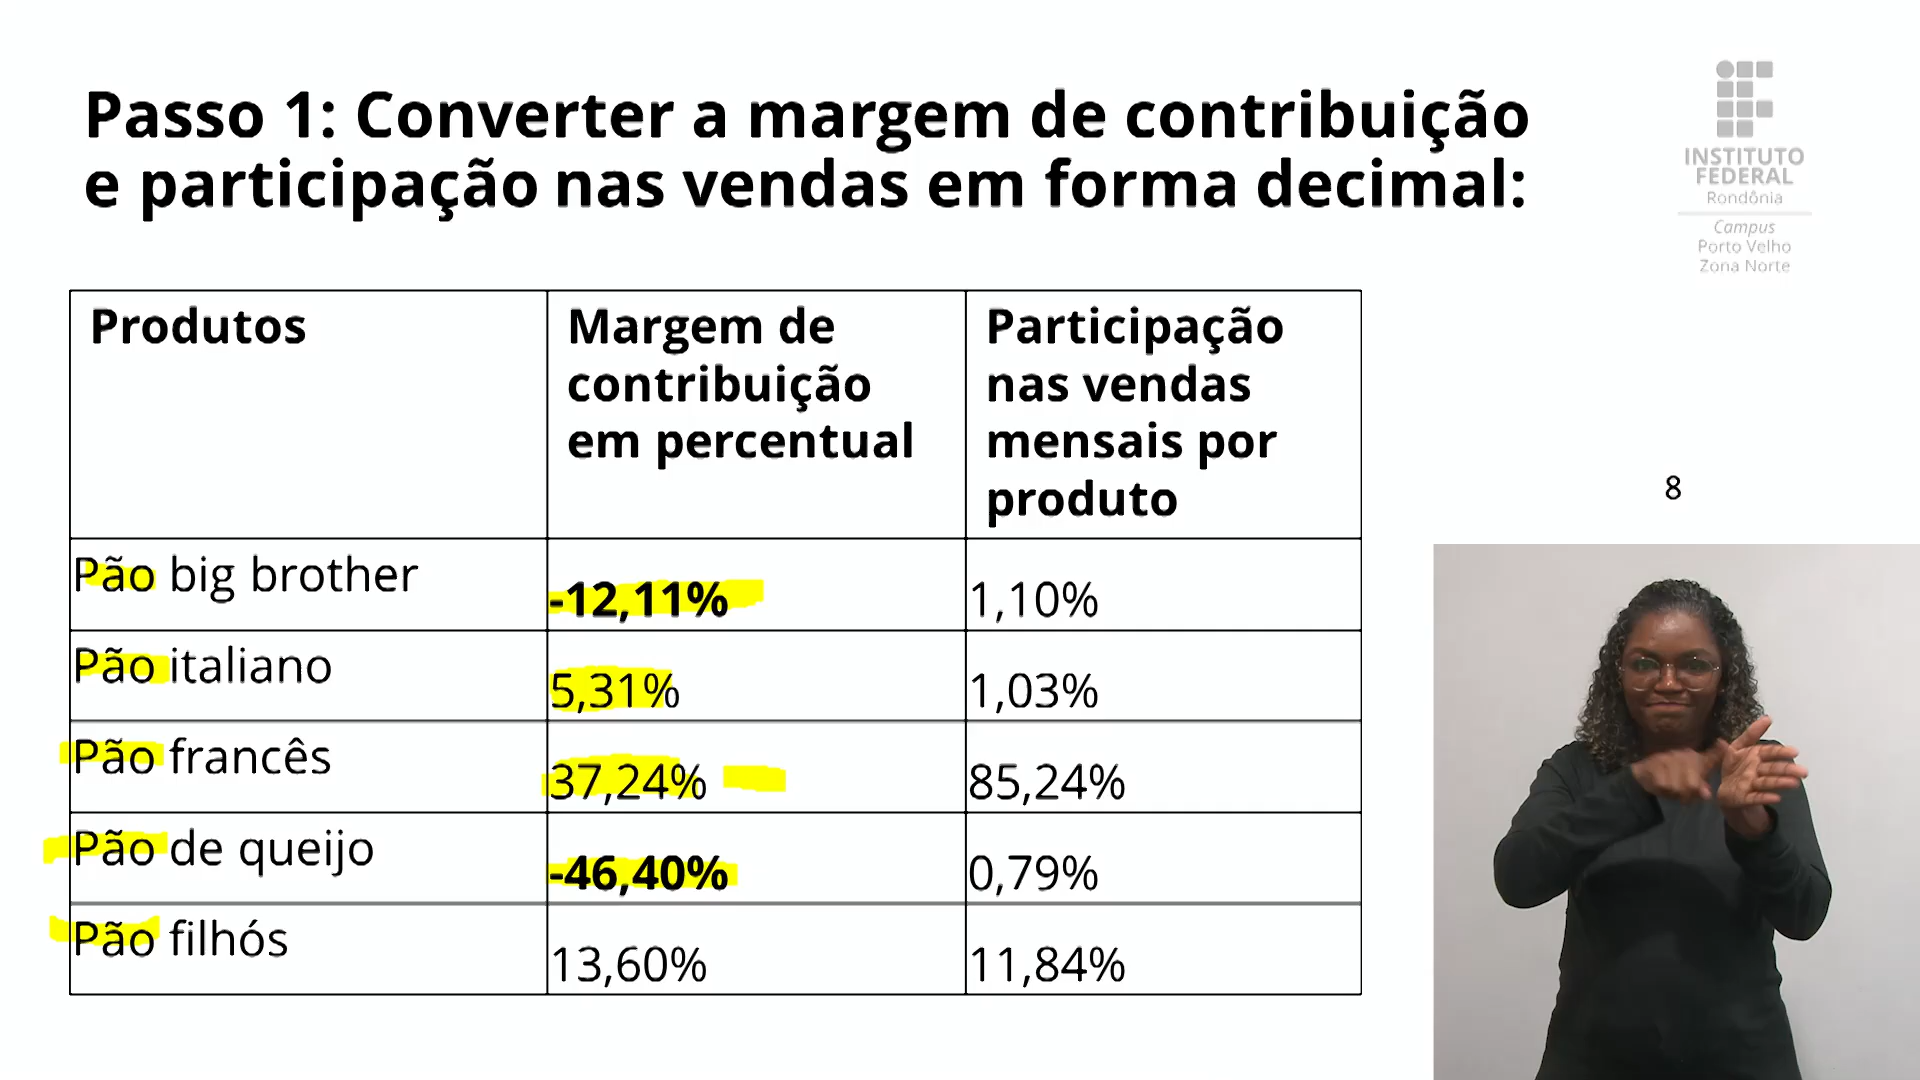 Passo 1: Converter a margem de contribuição
e participação nas vendas em forma decimal:
INSTITUTO
FEDERAL
Rondônia
Campus
Porto Velho
Zona Norte
Produtos
Margem de
contribuição
em percentual
Participação
nas vendas
mensais por
produto
8
Pão big brother
-12,11%
1,10%
Pão italiano
5,31%
1,03%
Pão francês
37,24%
85,24%
Pão de queijo
-46,40%
0,79%
Pão filhós
13,60%
11,84%